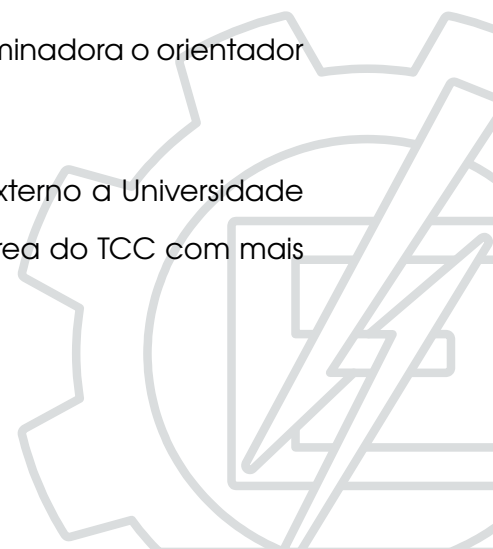 minadora o orientador
xterno a Universidade
rea do TCC com mais